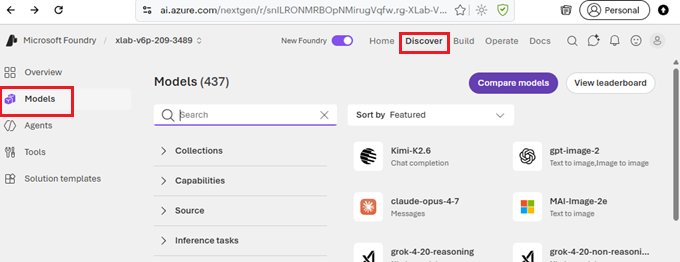 ai.azure.com/nextgen/r/snlLRONMRBOpNMirugVqfw,rg-XLab-V...
Personal
Microsoft Foundry / xlab-v6p-209-3489 New Foundry Home Discover Build Operate Docs
Overview
Models
Agents
Tools
Solution templates
Models (437) Compare models View leaderboard
Search Sort by Featured
Collections
Capabilities
Source
Inference tasks
Kimi-K2.6
Chat completion
gpt-image-2
Text to image,Image to image
claude-opus-4-7
Messages
MAI-Image-2e
Text to image
grok-4-20-reasoning
grok-4-20-non-reasoni...